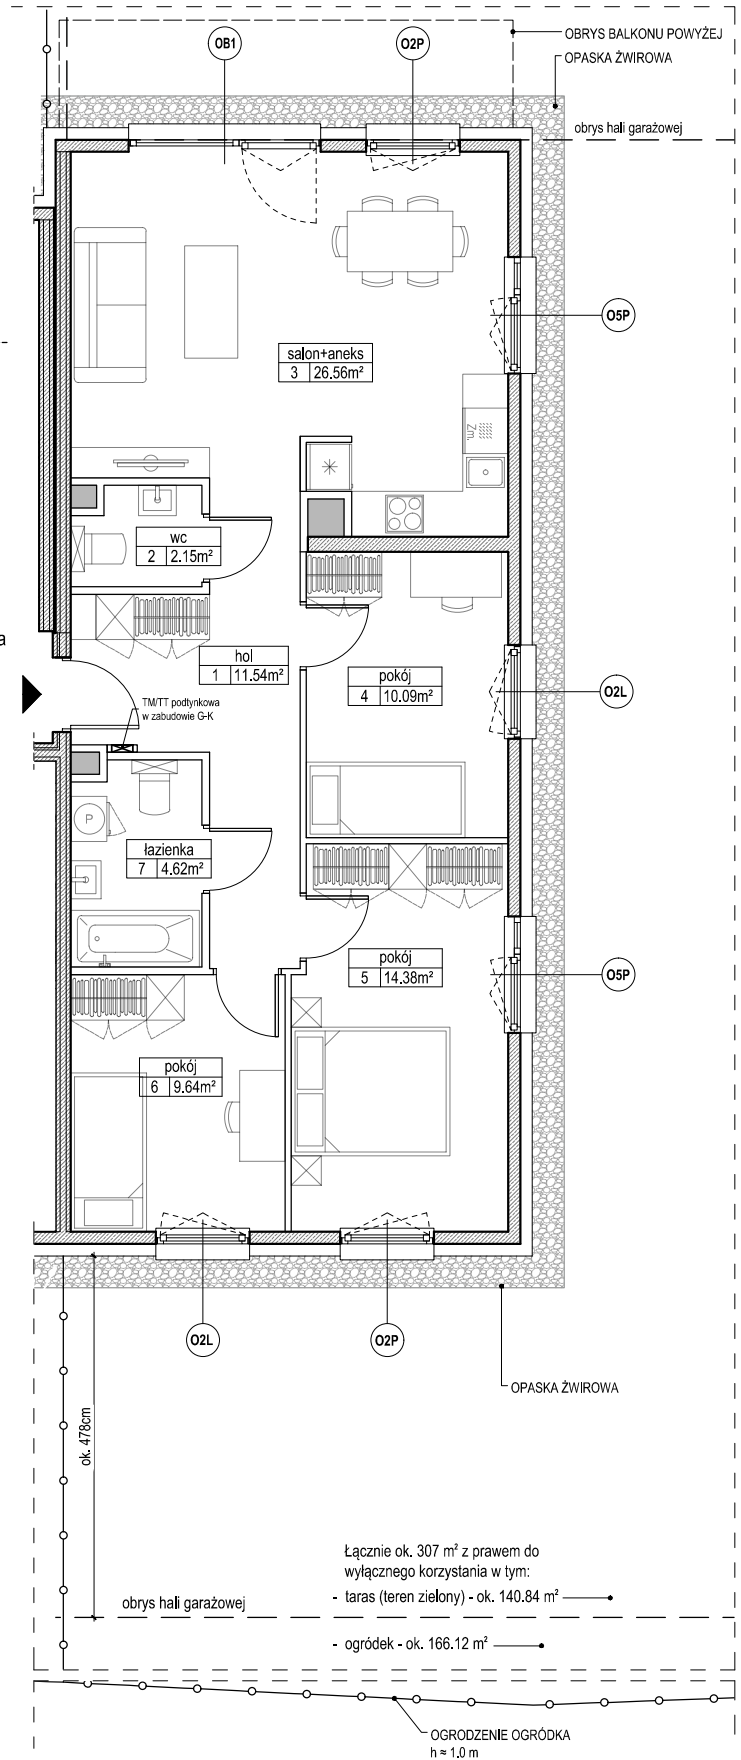 OB1
O2P
OBRYS BALKONU POWYŻEJ
OPASKA ŻWIROWA
obrys hali garażowej
O5P
salon+aneks
3 26.56m²
Zm.
wc
2 2.15m²
a
hol
1 11.54m²
pokój
4 10.09m²
O2L
TM/TT podtynkowa
w zabudowie G-K
P
łazienka
7 4.62m²
pokój
5 14.38m²
O5P
pokój
6 9.64m²
O2L
O2P
OPASKA ŻWIROWA
ok. 478cm
Łącznie ok. 307 m² z prawem do
wyłącznego korzystania w tym:
- taras (teren zielony) - ok. 140.84 m²
obrys hali garażowej
- ogródek - ok. 166.12 m²
OGRODZENIE OGRÓDKA
h ≈ 1,0 m